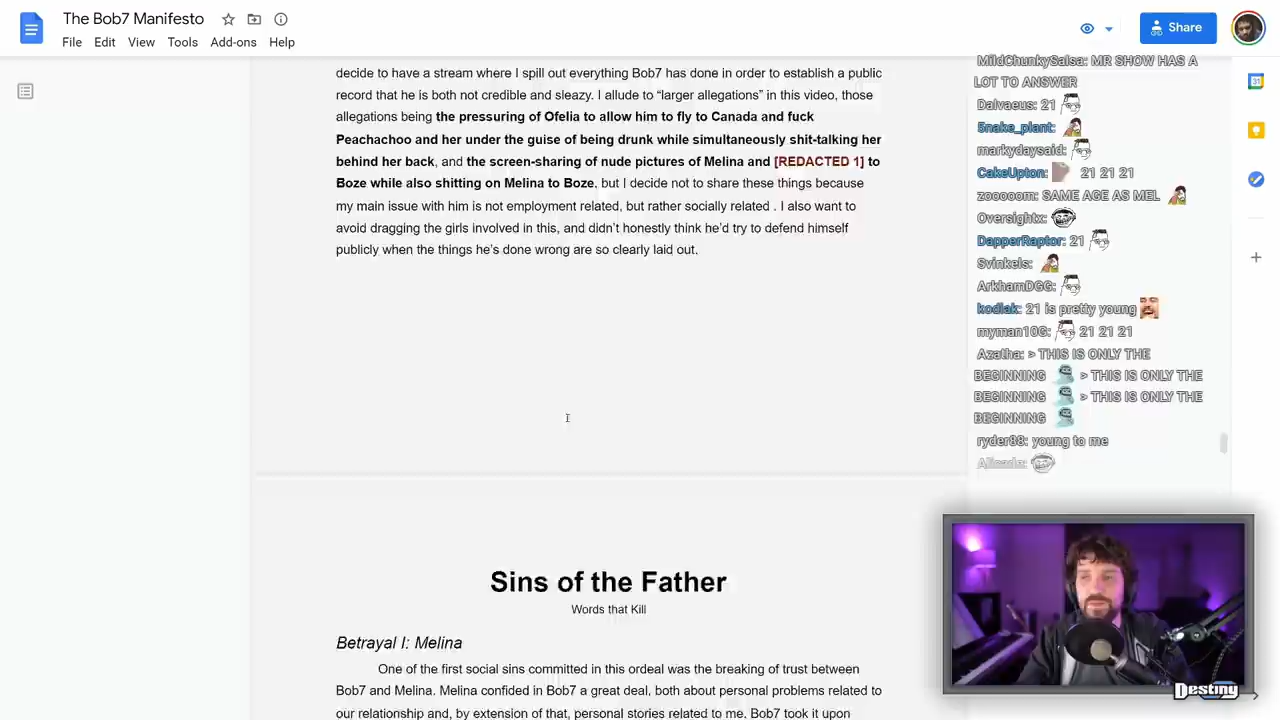 The Bob7 Manifesto
File Edit View Tools Add-ons Help
Share
decide to have a stream where I spill out everything Bob7 has done in order to establish a public
record that he is both not credible and sleazy. I allude to “larger allegations” in this video, those
allegations being the pressuring of Ofelia to allow him to fly to Canada and fuck
Peachachoo and her under the guise of being drunk while simultaneously shit-talking her
behind her back, and the screen-sharing of nude pictures of Melina and [REDACTED 1] to
Boze while also shitting on Melina to Boze, but I decide not to share these things because
my main issue with him is not employment related, but rather socially related . I also want to
avoid dragging the girls involved in this, and didn’t honestly think he’d try to defend himself
publicly when the things he’s done wrong are so clearly laid out.
Sins of the Father
Words that Kill
Betrayal I: Melina
One of the first social sins committed in this ordeal was the breaking of trust between
Bob7 and Melina. Melina confided in Bob7 a great deal, both about personal problems related to
our relationship and, by extension of that, personal stories related to me. Bob7 took it upon
MildChunkySalsa: MR SHOW HAS A
LOT TO ANSWER
Dalvaeus: 21
5nake_plant:
markydaysaid:
CakeUpton: 21 21 21
zooooom: SAME AGE AS MEL
Oversightx:
DapperRaptor: 21
Svinkels:
ArkhamDGG:
kodiak: 21 is pretty young
myman10G: 21 21 21
Azatha: > THIS IS ONLY THE
BEGINNING > THIS IS ONLY THE
BEGINNING > THIS IS ONLY THE
BEGINNING
ryder88: young to me
31
Destiny